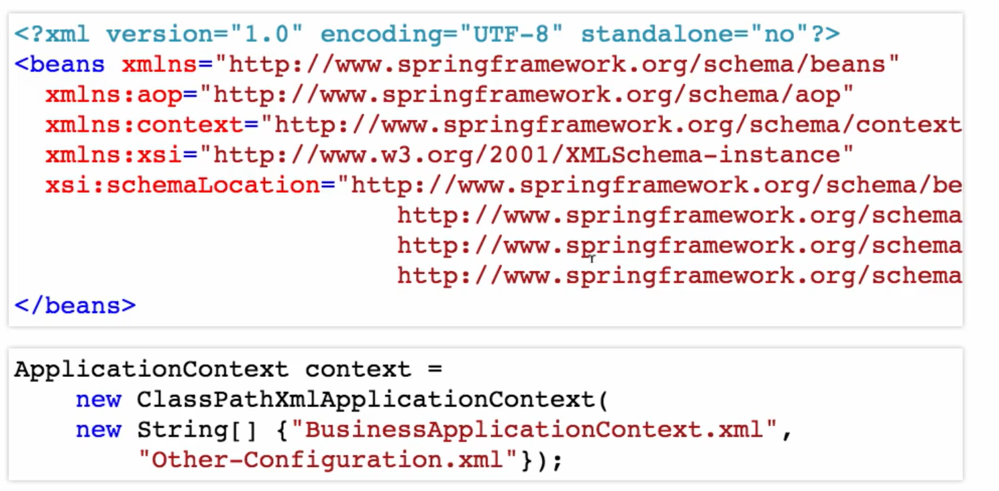 <?xml version="1.0" encoding="UTF-8" standalone="no"?>
<beans xmlns="http://www.springframework.org/schema/beans"
xmlns:aop="http://www.springframework.org/schema/aop"
xmlns:context="http://www.springframework.org/schema/context
xmlns:xsi="http://www.w3.org/2001/XMLSchema-instance"
xsi:schemaLocation="http://www.springframework.org/schema/be
http://www.springframework.org/schema
http://www.springframework.org/schema
http://www.springframework.org/schema
</beans>
ApplicationContext context =
new ClassPathXmlApplicationContext(
new String[] {"BusinessApplicationContext.xml",
"Other-Configuration.xml"});